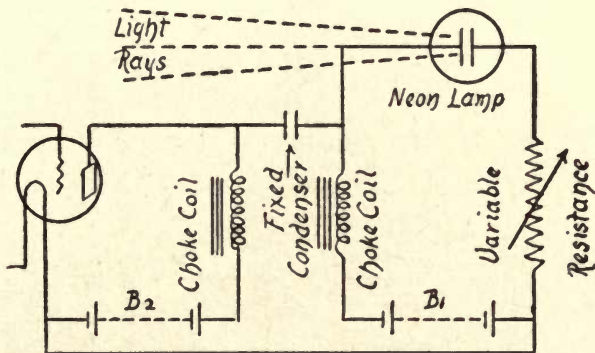 Light
Rays
Neon Lamp
Choke Coil
Fixed
Condenser
Choke Coil
Variable
Resistance
B2
B1